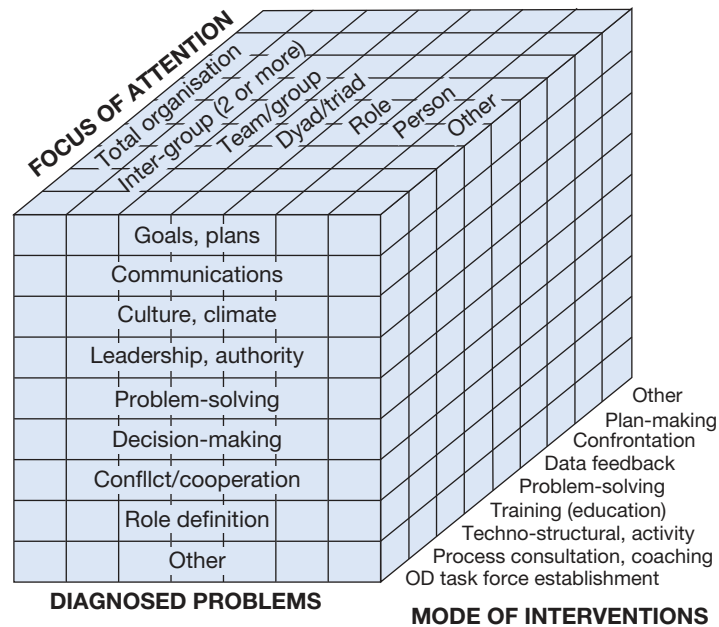 FOCUS OF ATTENTION
Total organisation
Inter-group (2 or more)
Team/group
Dyad/triad
Role
Person
Other
Goals, plans
Communications
Culture, climate
Leadership, authority
Problem-solving
Decision-making
Confllct/cooperation
Role definition
Other
DIAGNOSED PROBLEMS
Other
Plan-making
Confrontation
Data feedback
Problem-solving
Training (education)
Techno-structural, activity
Process consultation, coaching
OD task force establishment
MODE OF INTERVENTIONS